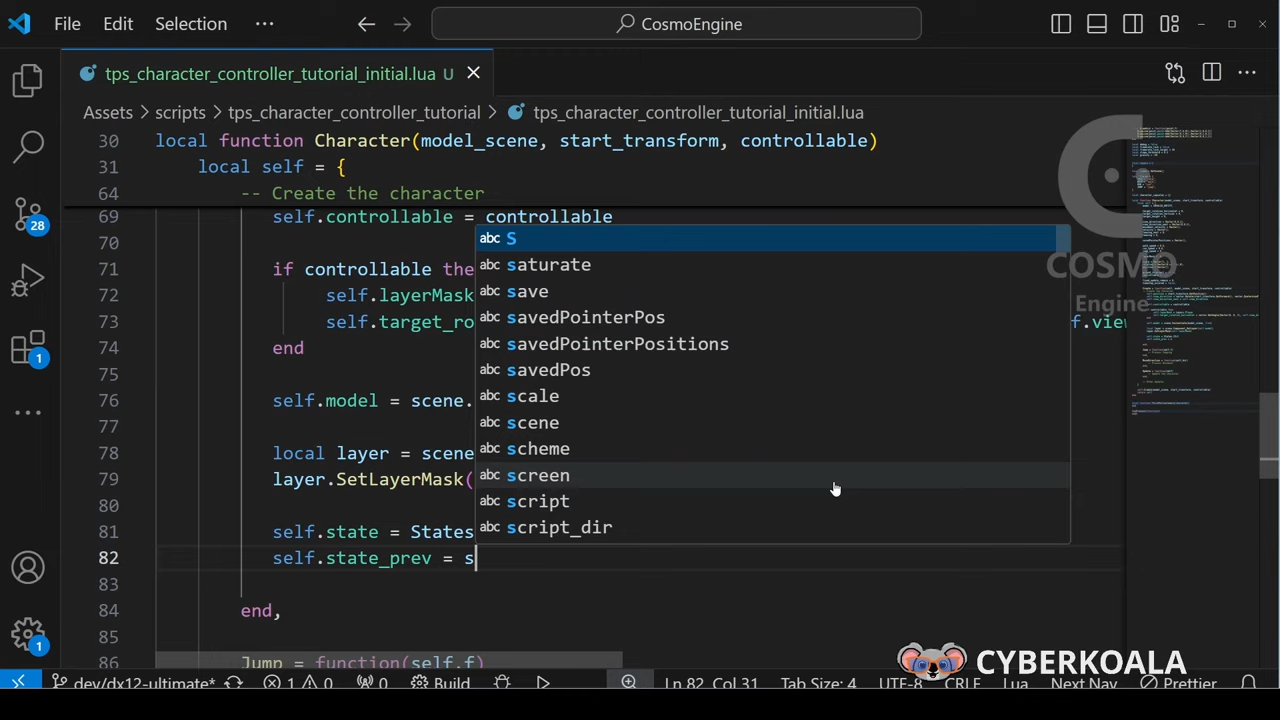 File Edit Selection ··· CosmoEngine
tps_character_controller_tutorial_initial.lua U
Assets > scripts > tps_character_controller_tutorial > tps_character_controller_tutorial_initial.lua
30 local function Character(model_scene, start_transform, controllable)
31 local self = {
64 -- Create the character
69 self.controllable = controllable
70
71 if controllable the
72 self.layerMask
73 self.target_ro f.view
74 end
75
76 self.model = scene.
77
78 local layer = scene
79 layer.SetLayerMask(
80
81 self.state = States
82 self.state_prev = s
83
84 end,
85
86 Jump = function(self,f)
abc S
abc saturate
abc save
abc savedPointerPos
abc savedPointerPositions
abc savedPos
abc scale
abc scene
abc scheme
abc screen
abc script
abc script_dir
28
1
1
COSMO
Engine
CYBERKOALA
dev/dx12-ultimate* 1 0 0 Build Ln 82, Col 31 Tab Size: 4 UTF-8 CRLF Lua Next Nav Prettier